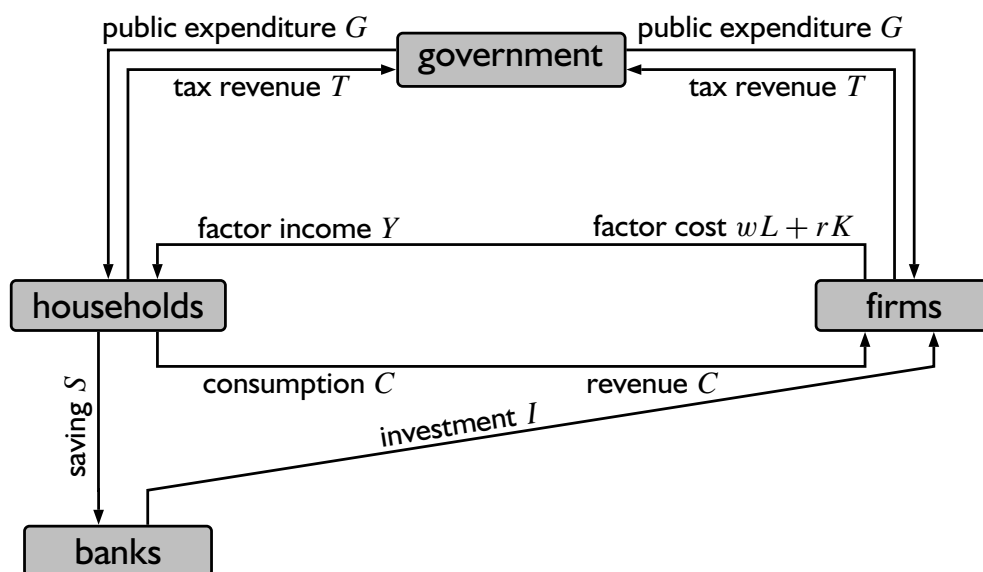 public expenditure G
public expenditure G
government
tax revenue T
tax revenue T
factor income Y
factor cost wL + rK
households
firms
consumption C
revenue C
saving S
investment I
banks